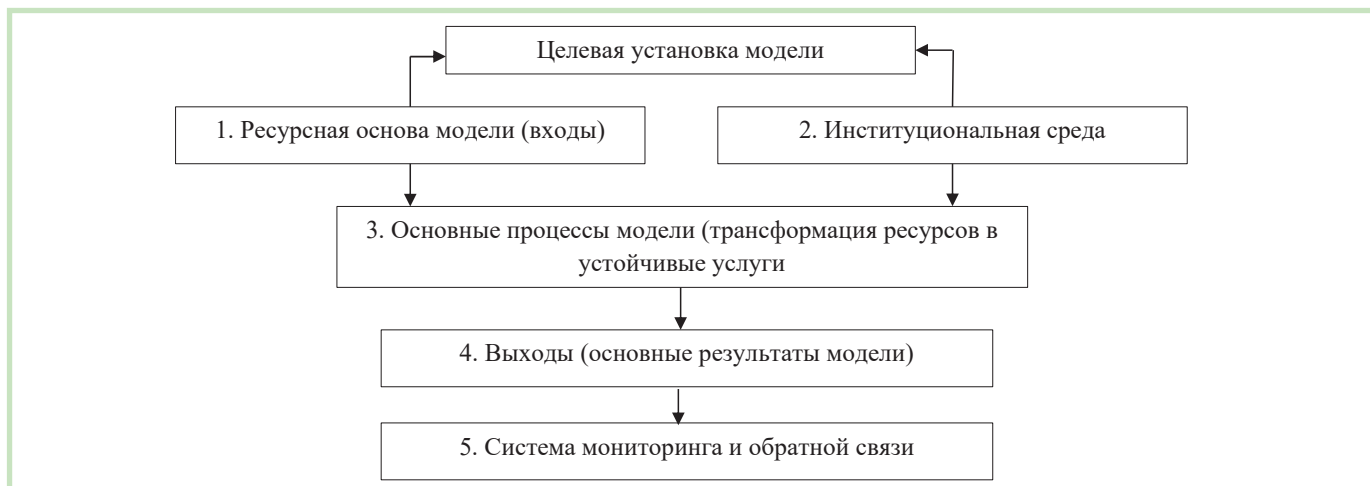 Целевая установка модели
1. Ресурсная основа модели (входы)
2. Институциональная среда
3. Основные процессы модели (трансформация ресурсов в
устойчивые услуги
4. Выходы (основные результаты модели)
5. Система мониторинга и обратной связи